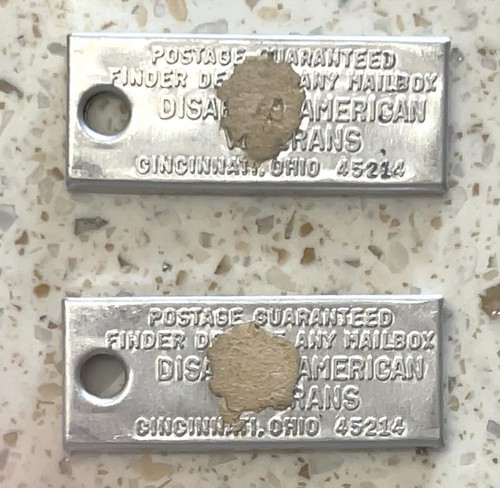 POSTAGE GUARANTEED
FINDER DE ANY MAILBOX
DISA AMERICAN
RANS
CINCINNATI, OHIO 45214
POSTAGE GUARANTEED
FINDER DE ANY MAILBOX
DISA AMERICAN
RANS
CINCINNATI, OHIO 45214